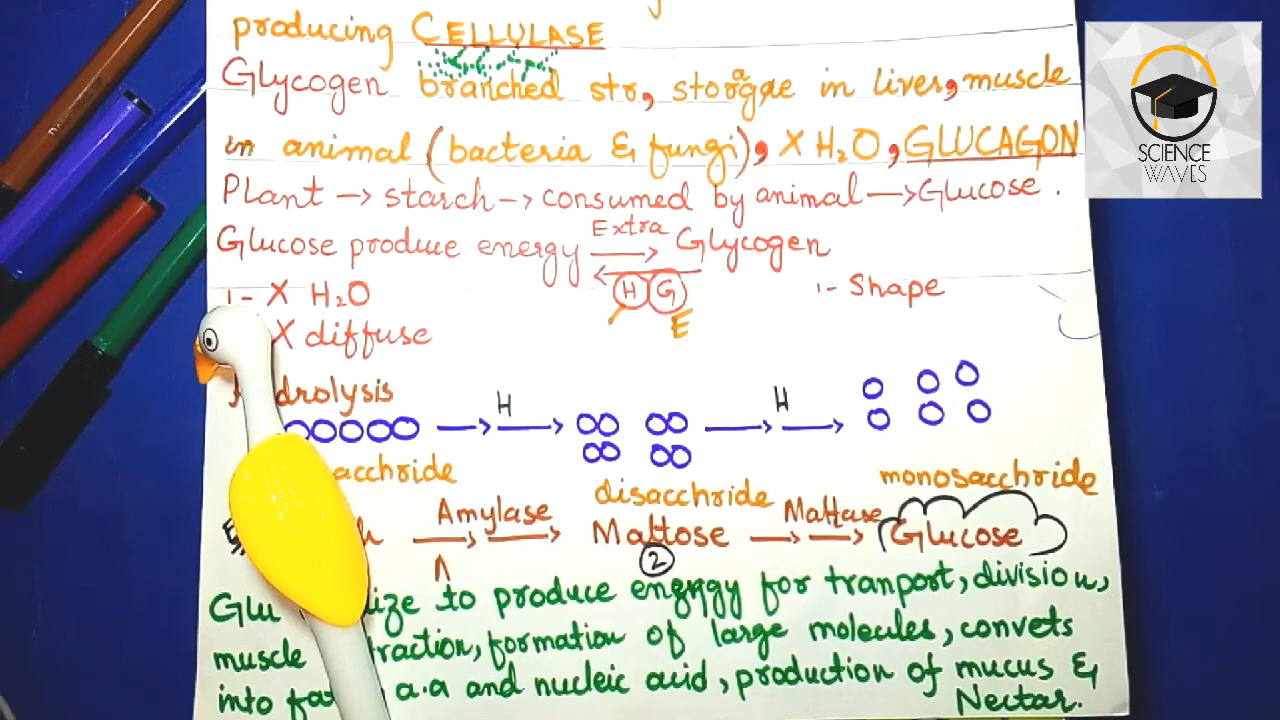 producing CELLULASE
Glycogen branched str, storgae in liver, muscle
a
in animal (bacteria & fungi), X H₂O, GLUCAGON
Plant → starch → consumed by animal → Glucose.
Extra
Glucose produce energy → Glycogen
←
H G
E
1- X H₂O
1- Shape
X diffuse
drolysis
H
H
acchride
disacchride
monosacchride
Amylase
Maltase
→ → Maltose → → Glucose
2
Glu ize to produce energgy for tranport, division,
muscle traction, formation of large molecules, convets
into fa a.a and nucleic acid, production of mucus &
Nectar.
SCIENCE
WAVES